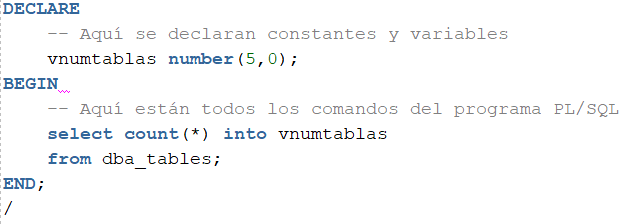 DECLARE
-- Aquí se declaran constantes y variables
vnumtablas number(5,0);
BEGIN
-- Aquí están todos los comandos del programa PL/SQL
select count(*) into vnumtablas
from dba_tables;
END;
/